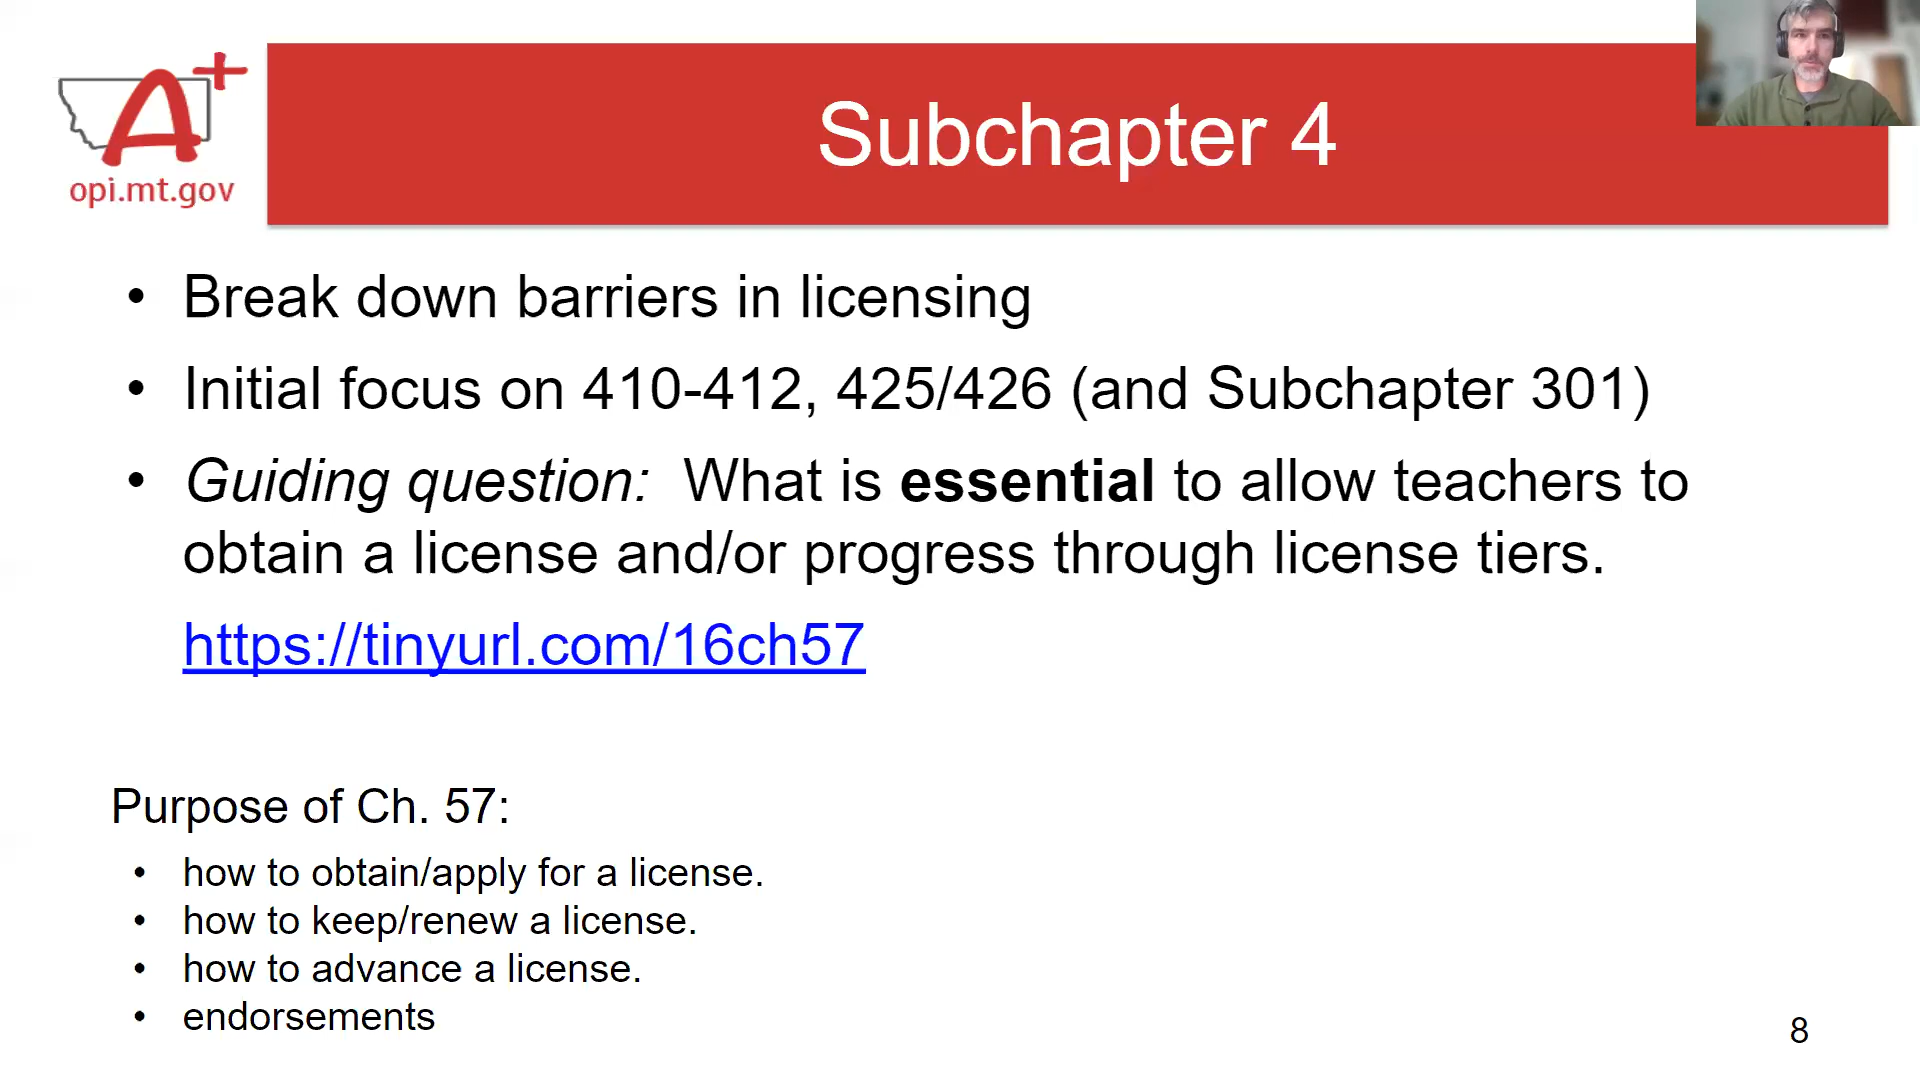 A+
opi.mt.gov
Subchapter 4
• Break down barriers in licensing
• Initial focus on 410-412, 425/426 (and Subchapter 301)
• Guiding question: What is essential to allow teachers to
obtain a license and/or progress through license tiers.
https://tinyurl.com/16ch57
Purpose of Ch. 57:
• how to obtain/apply for a license.
• how to keep/renew a license.
• how to advance a license.
• endorsements
8